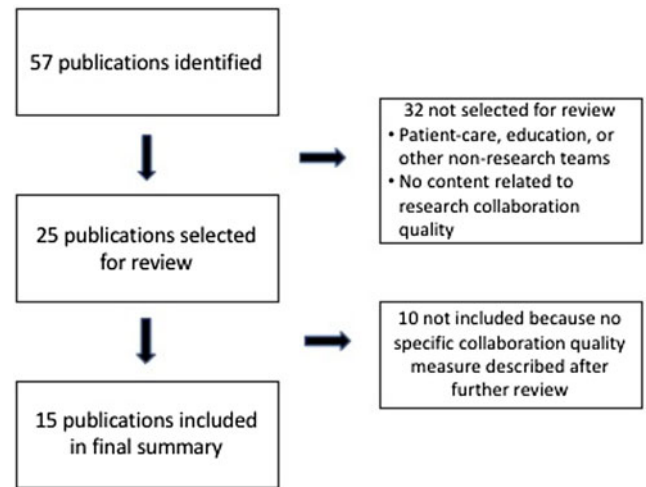 57 publications identified
32 not selected for review
• Patient-care, education, or
other non-research teams
• No content related to
research collaboration
quality
25 publications selected
for review
10 not included because no
specific collaboration quality
measure described after
further review
15 publications included
in final summary